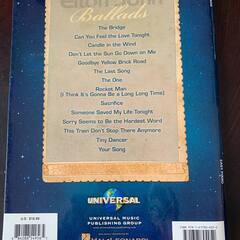 Elton John
Ballads
The Bridge
Can You Feel the Love Tonight
Candle in the Wind
Don't Let the Sun Go Down on Me
Goodbye Yellow Brick Road
The Last Song
The One
Rocket Man
(I Think It's Gonna Be a Long Long Time)
Sacrifice
Someone Saved My Life Tonight
Sorry Seems to Be the Hardest Word
This Train Don't Stop There Anymore
Tiny Dancer
Your Song
UNIVERSAL
UNIVERSAL MUSIC
PUBLISHING GROUP
HAL•LEONARD